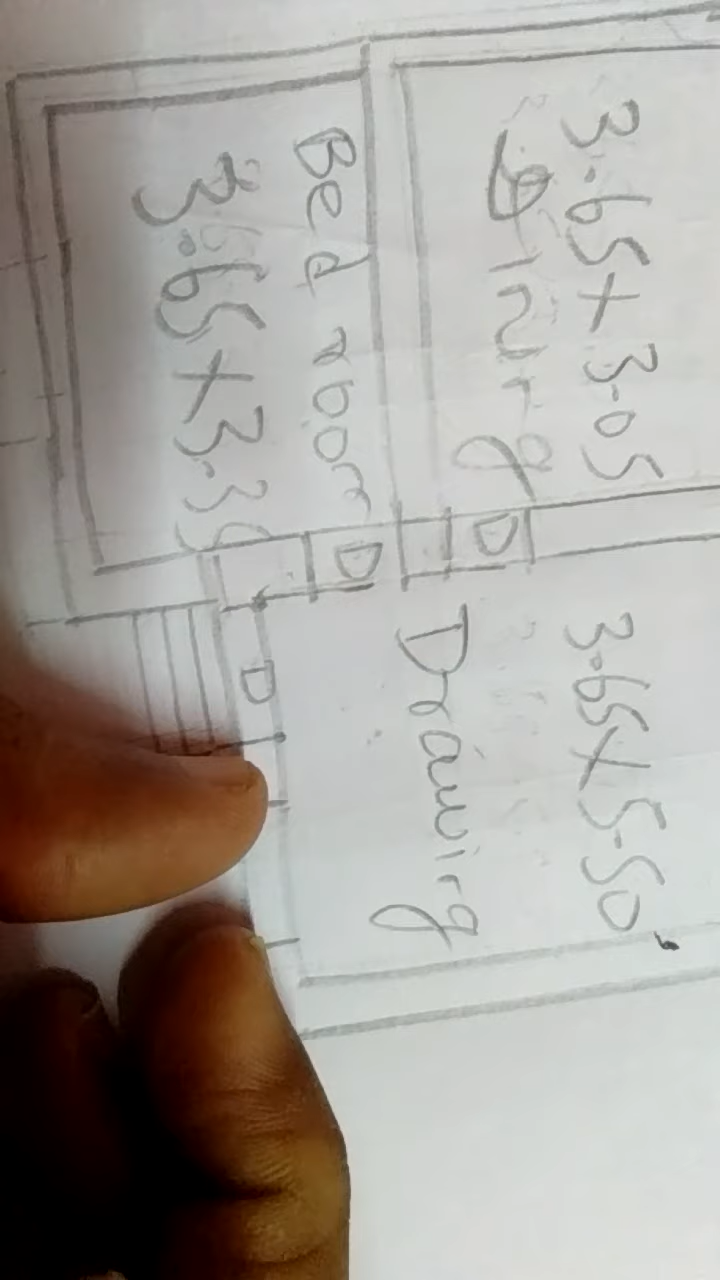 3.65 x 3.05
Dining
D
Bed room
3.65 x 3.35
D
3.65 x 5.50
Drawing
D